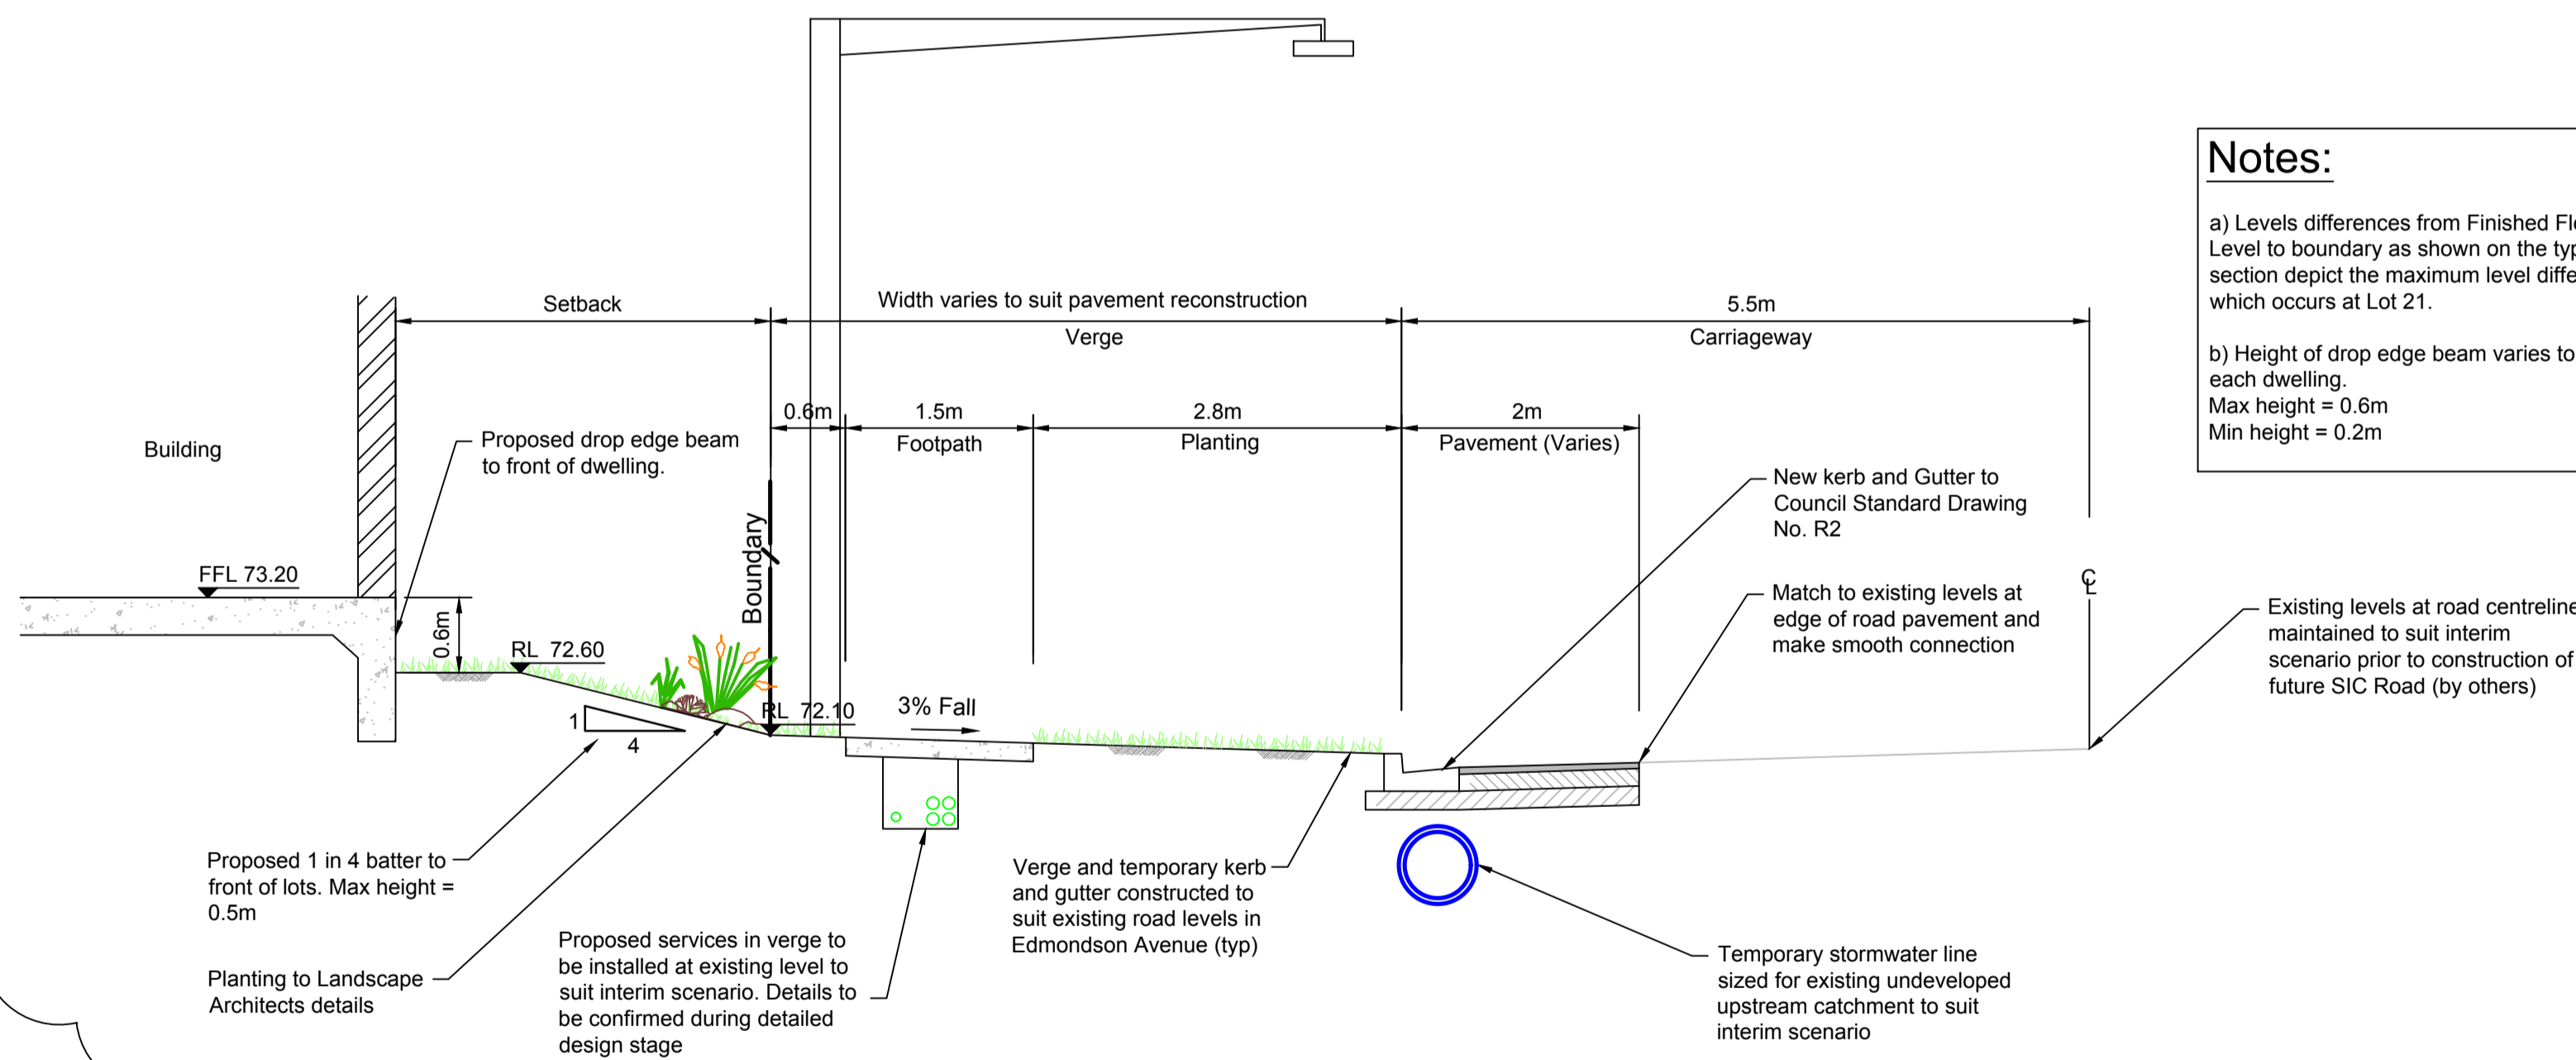 Notes:
a) Levels differences from Finished
Level to boundary as shown on the
section depict the maximum level
which occurs at Lot 21.
b) Height of drop edge beam varies to
each dwelling.
Max height = 0.6m
Min height = 0.2m
Setback
Width varies to suit pavement reconstruction
Verge
5.5m
Carriageway
0.6m
1.5m
Footpath
2.8m
Planting
2m
Pavement (Varies)
Building
Proposed drop edge beam
to front of dwelling.
Boundary
New kerb and Gutter to
Council Standard Drawing
No. R2
FFL 73.20
0.6m
RL 72.60
RL 72.10
3% Fall
1
4
Match to existing levels at
edge of road pavement and
make smooth connection
CL
Existing levels at road centreline
maintained to suit interim
scenario prior to construction of
future SIC Road (by others)
Proposed 1 in 4 batter to
front of lots. Max height =
0.5m
Planting to Landscape
Architects details
Proposed services in verge to
be installed at existing level to
suit interim scenario. Details to
be confirmed during detailed
design stage
Verge and temporary kerb
and gutter constructed to
suit existing road levels in
Edmondson Avenue (typ)
Temporary stormwater line
sized for existing undeveloped
upstream catchment to suit
interim scenario